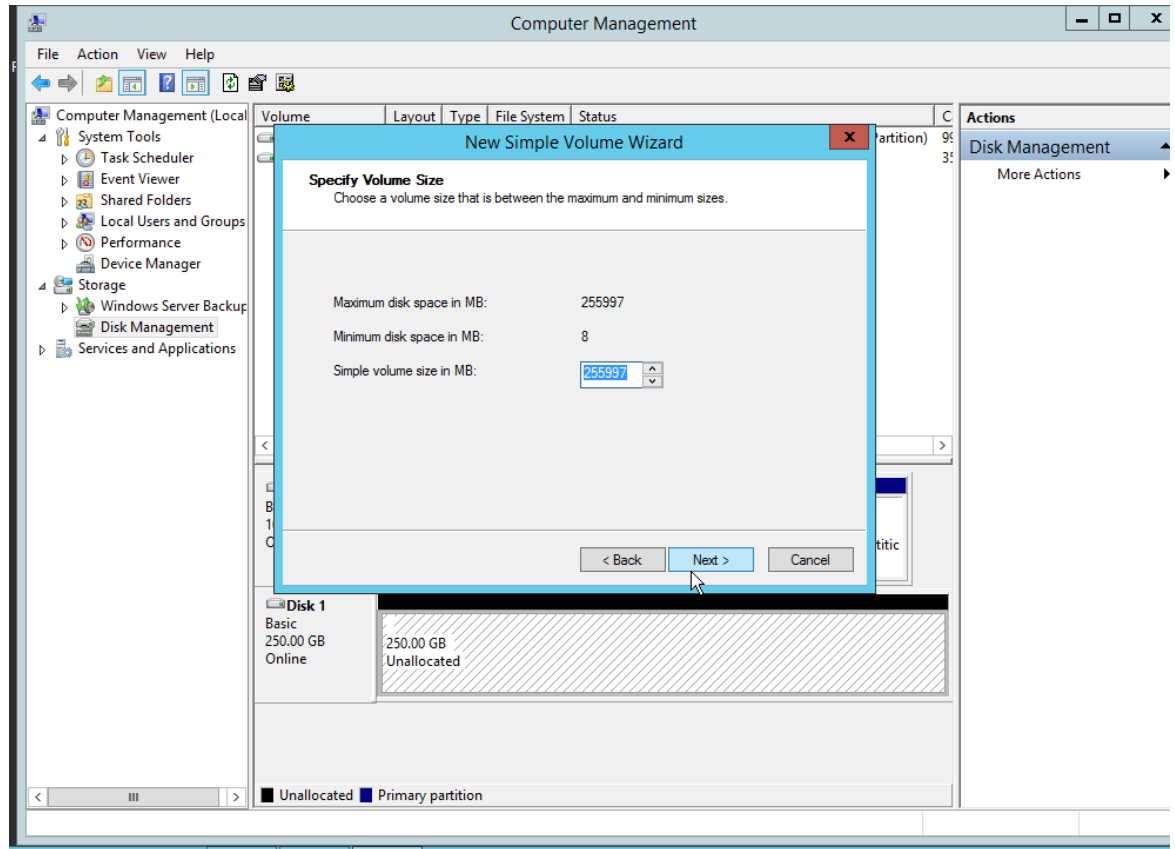 Computer Management
File Action View Help
Computer Management (Local
System Tools
Task Scheduler
Event Viewer
Shared Folders
Local Users and Groups
Performance
Device Manager
Storage
Windows Server Backup
Disk Management
Services and Applications
Volume Layout Type File System Status C
artition) 99
35
New Simple Volume Wizard
Specify Volume Size
Choose a volume size that is between the maximum and minimum sizes.
Maximum disk space in MB: 255997
Minimum disk space in MB: 8
Simple volume size in MB: 255997
< Back Next > Cancel
B
10
O
titic
Disk 1
Basic
250.00 GB
Online
250.00 GB
Unallocated
Unallocated Primary partition
Actions
Disk Management
More Actions